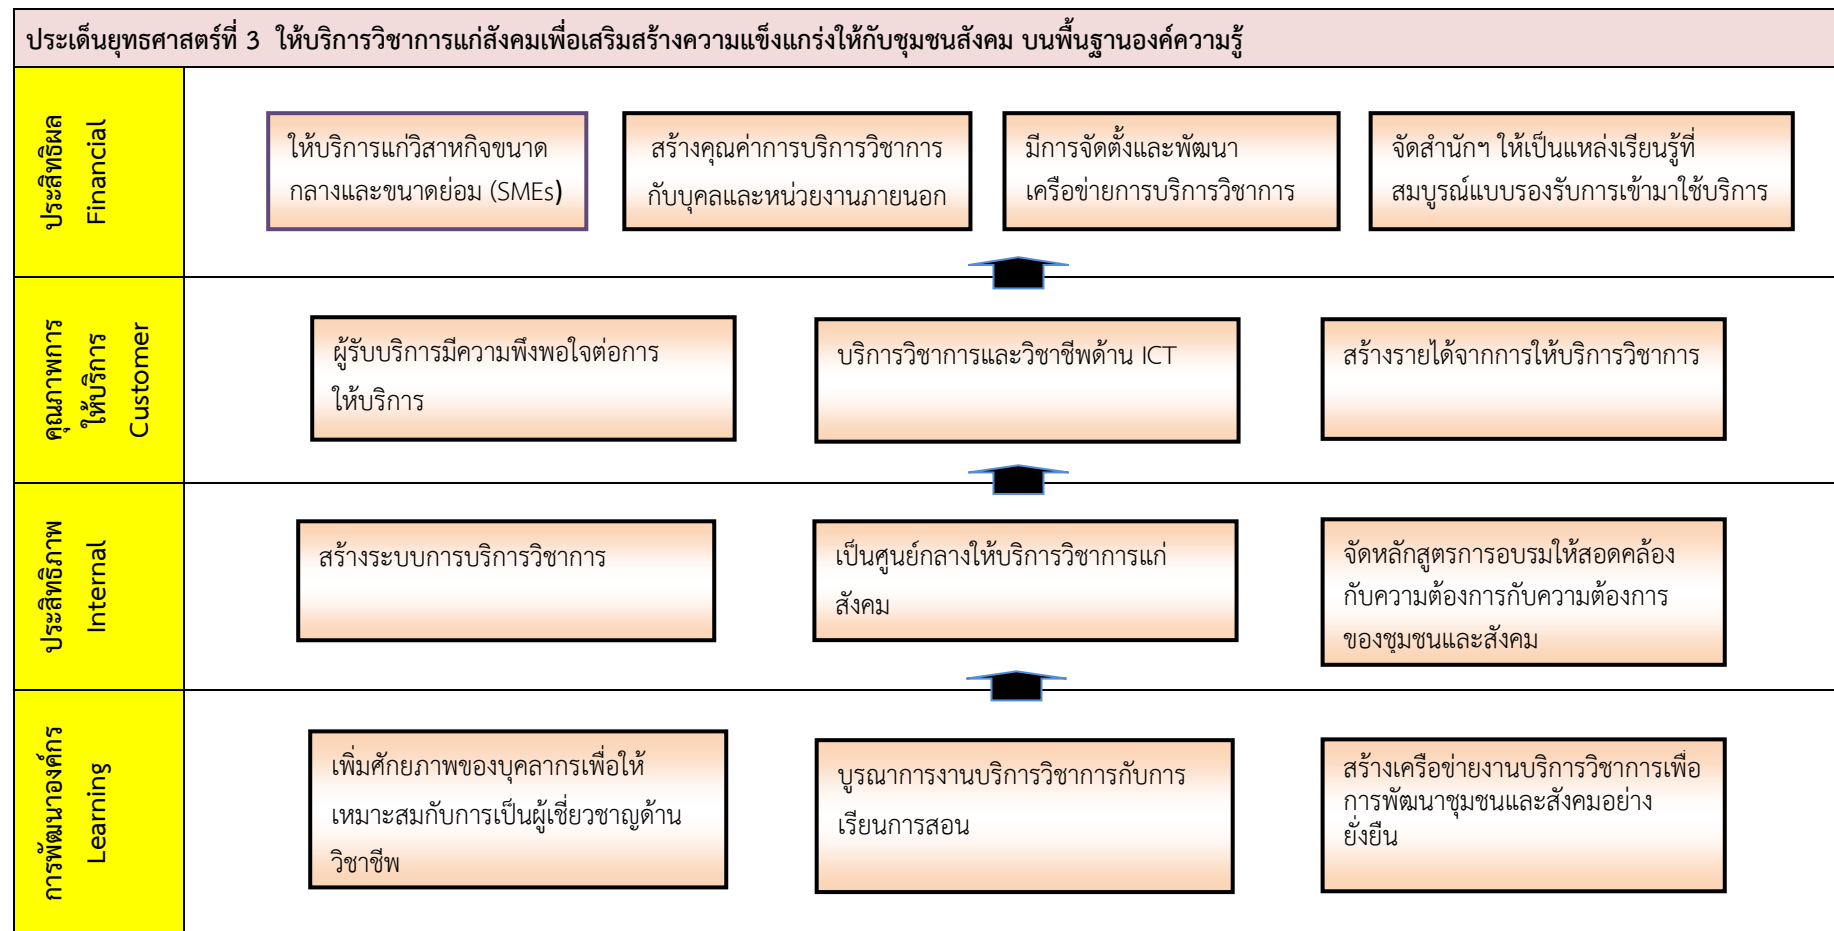 ประเด็นยุทธศาสตร์ที่ 3 ให้บริการวิชาการแก่สังคมเพื่อเสริมสร้างความแข็งแกร่งให้กับชุมชนสังคม บนพื้นฐานองค์ความรู้
ประสิทธิผล
Financial
ให้บริการแก่วิสาหกิจขนาด
กลางและขนาดย่อม (SMEs)
สร้างคุณค่าการบริการวิชาการ
กับบุคลและหน่วยงานภายนอก
มีการจัดตั้งและพัฒนา
เครือข่ายการบริการวิชาการ
จัดสำนักฯ ให้เป็นแหล่งเรียนรู้ที่
สมบูรณ์แบบรองรับการเข้ามาใช้บริการ
คุณภาพการ
ให้บริการ
Customer
ผู้รับบริการมีความพึงพอใจต่อการ
ให้บริการ
บริการวิชาการและวิชาชีพด้าน ICT
สร้างรายได้จากการให้บริการวิชาการ
ประสิทธิภาพ
Internal
สร้างระบบการบริการวิชาการ
เป็นศูนย์กลางให้บริการวิชาการแก่
สังคม
จัดหลักสูตรการอบรมให้สอดคล้อง
กับความต้องการกับความต้องการ
ของชุมชนและสังคม
การพัฒนาองค์กร
Learning
เพิ่มศักยภาพของบุคลากรเพื่อให้
เหมาะสมกับการเป็นผู้เชี่ยวชาญด้าน
วิชาชีพ
บูรณาการงานบริการวิชาการกับการ
เรียนการสอน
สร้างเครือข่ายงานบริการวิชาการเพื่อ
การพัฒนาชุมชนและสังคมอย่าง
ยั่งยืน